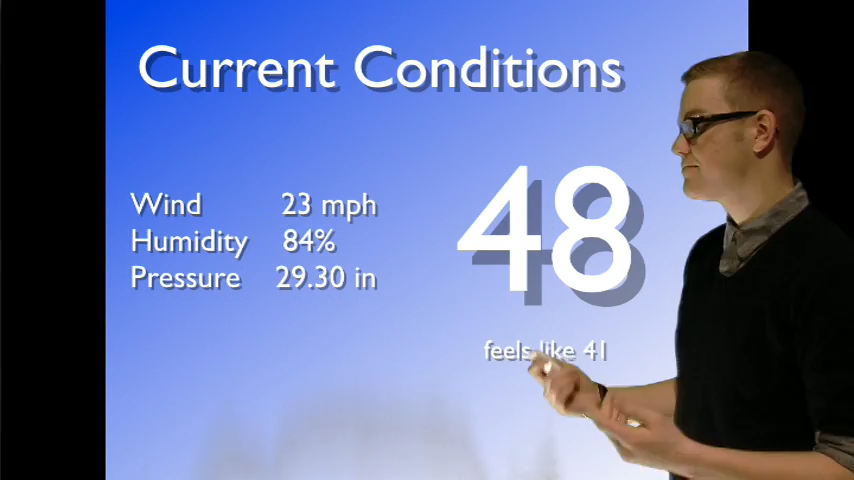 Current Conditions
Wind 23 mph
Humidity 84%
Pressure 29.30 in
48
feels like 41